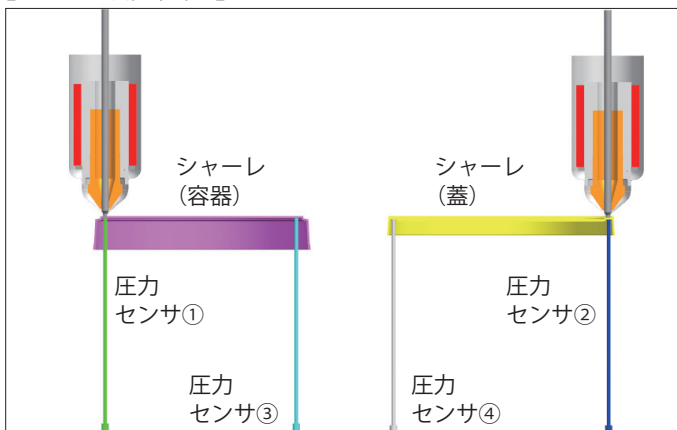 シャーレ
(容器)
シャーレ
(蓋)
圧力
センサ①
圧力
センサ②
圧力
センサ③
圧力
センサ④